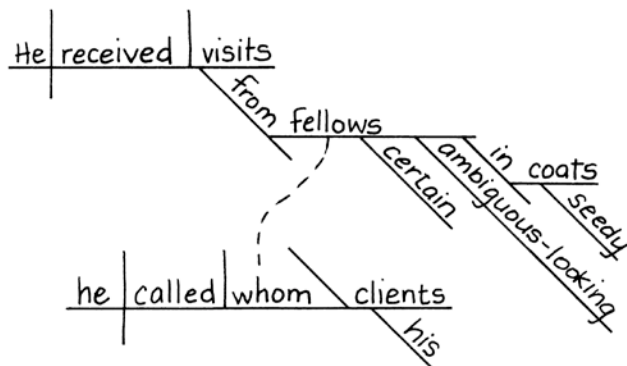 He received visits
from
fellows
certain
ambiguous-looking
in
coats
seedy
he called whom clients
his